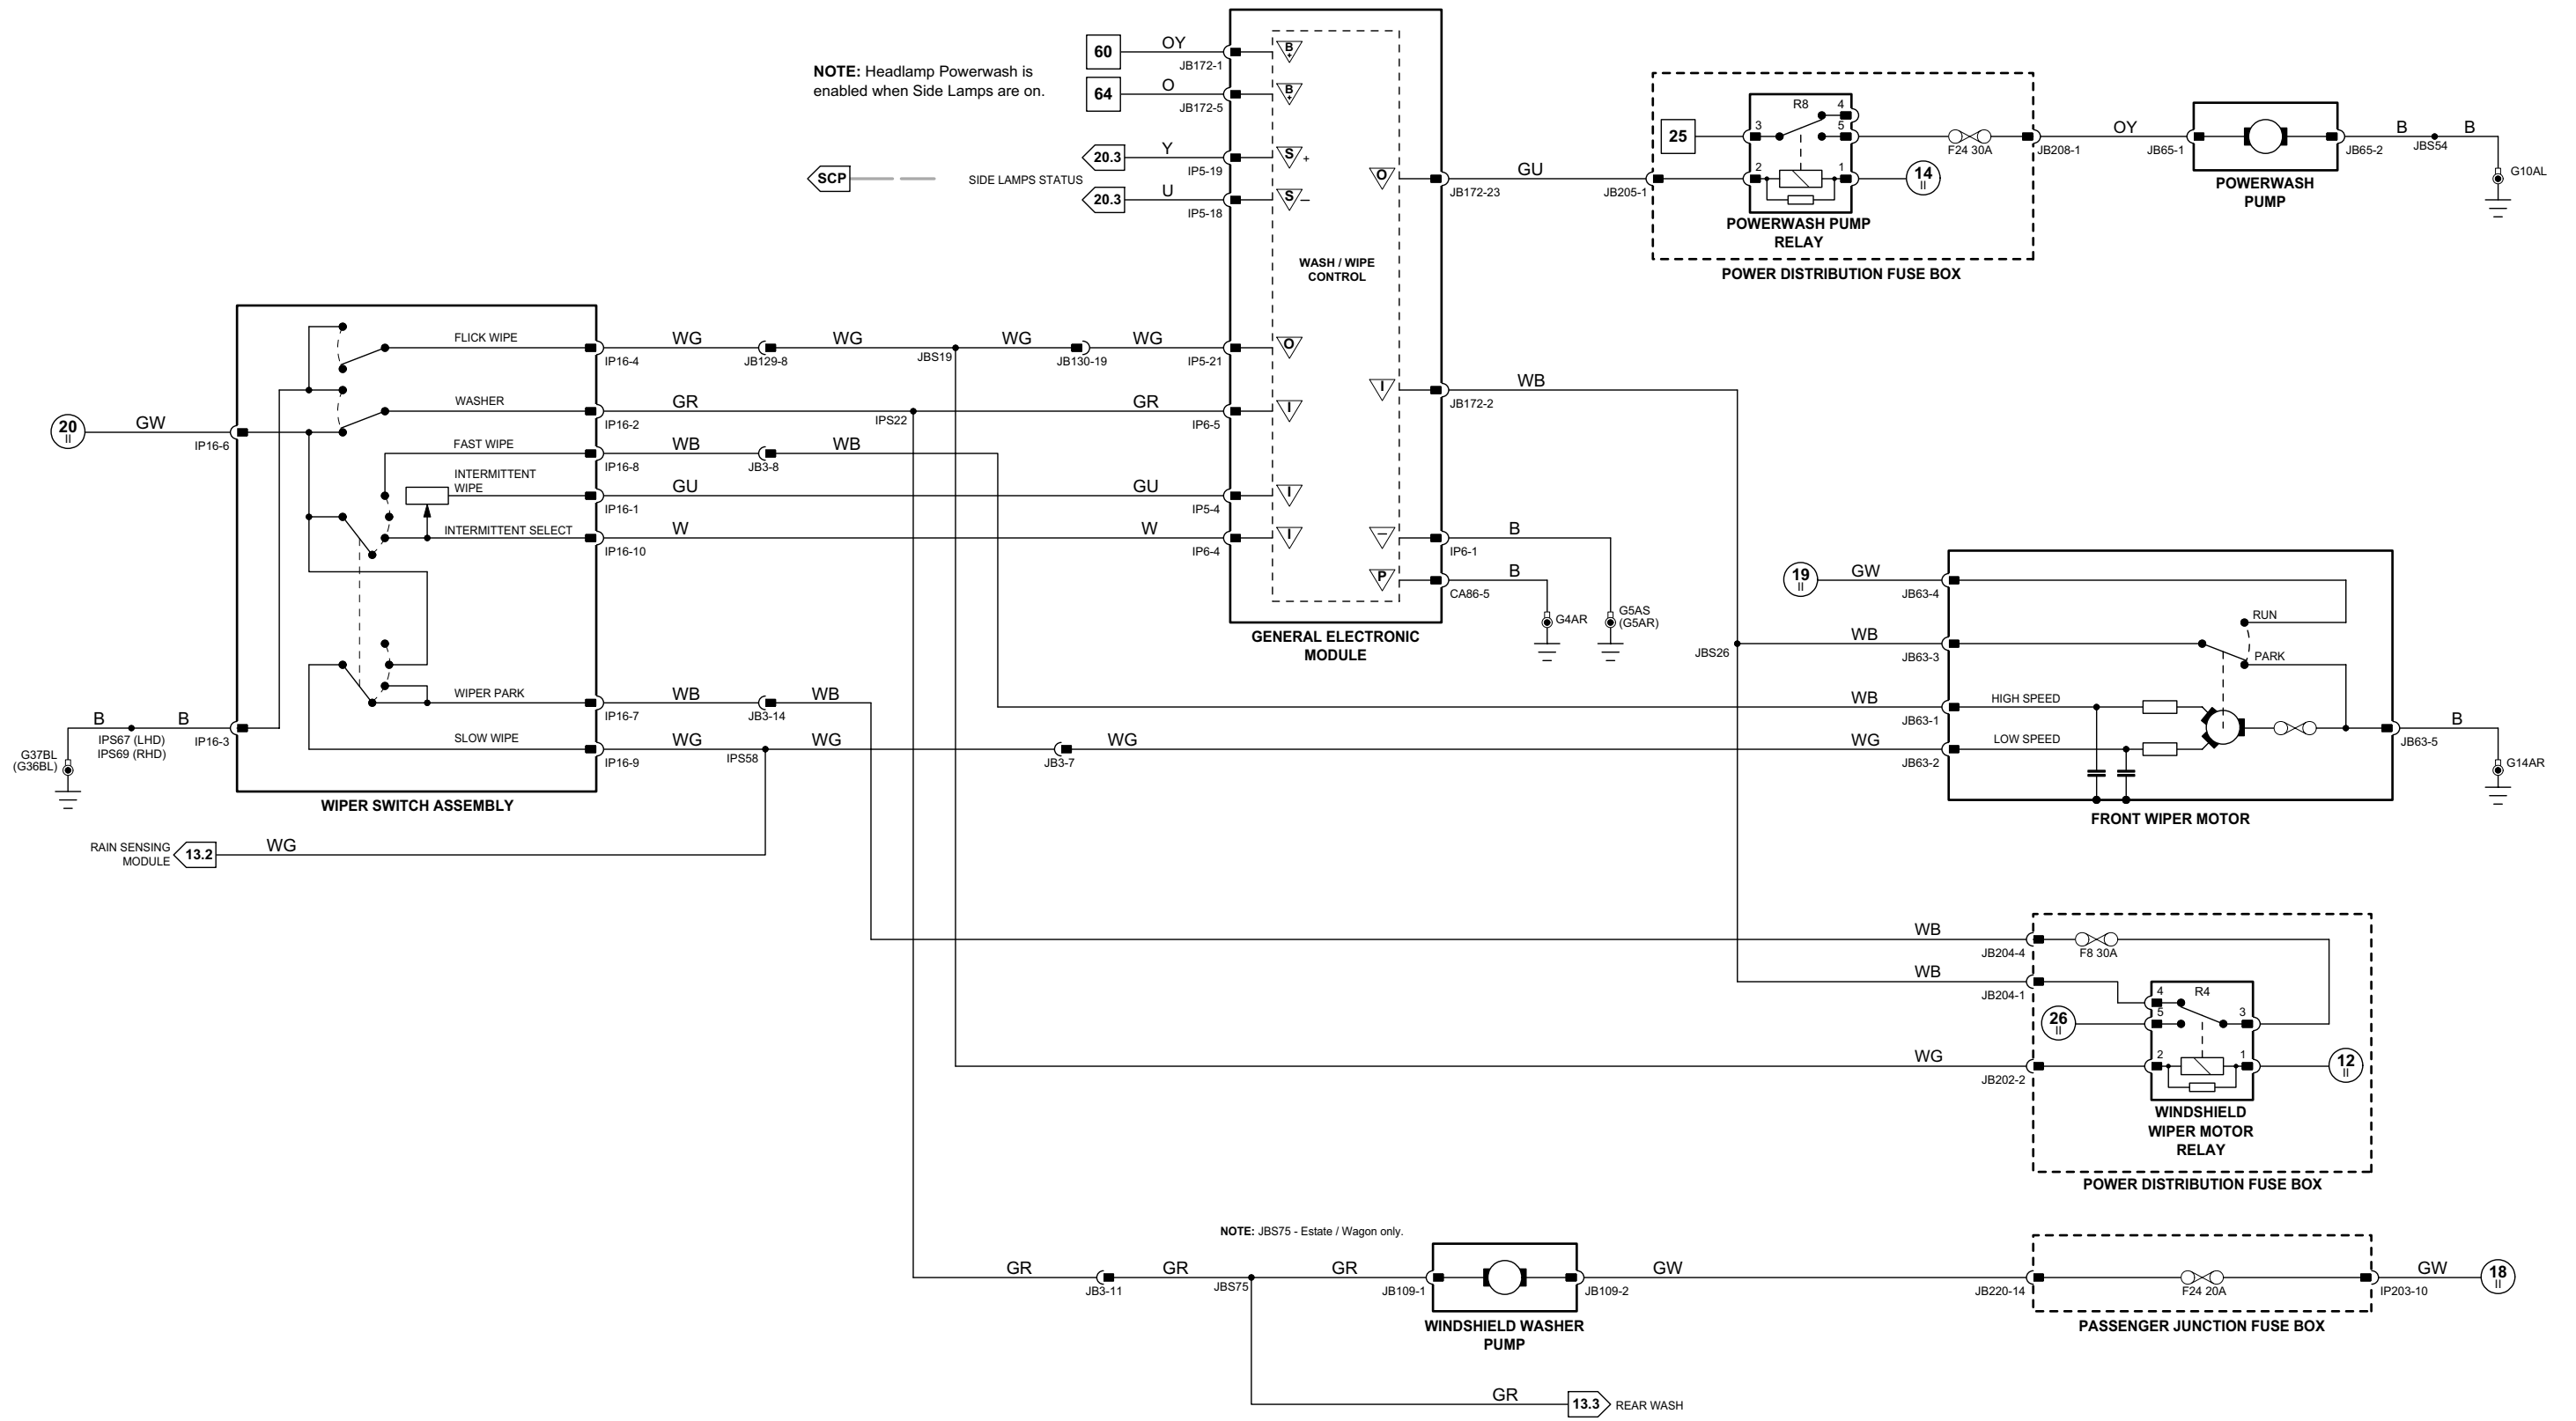 NOTE: Headlamp Powerwash is
enabled when Side Lamps are on.
60
OY
JB172-1
B
+
64
O
JB172-5
B
+
20.3
Y
IP5-19
S
+
SCP
SIDE LAMPS STATUS
20.3
U
IP5-18
S
–
O
JB172-23
GU
JB205-1
WASH / WIPE
CONTROL
25
R8
3
4
5
2
1
14
II
POWERWASH PUMP
RELAY
F24 30A
JB208-1
POWER DISTRIBUTION FUSE BOX
OY
JB65-1
POWERWASH
PUMP
JB65-2
B
JBS54
B
G10AL
20
II
GW
IP16-6
FLICK WIPE
IP16-4
WG
JB129-8
WG
JBS19
WG
JB130-19
WG
IP5-21
O
WASHER
IP16-2
GR
IPS22
GR
IP6-5
I
FAST WIPE
IP16-8
WB
JB3-8
WB
INTERMITTENT
WIPE
IP16-1
GU
GU
IP5-4
I
INTERMITTENT SELECT
IP16-10
W
W
IP6-4
I
I
JB172-2
WB
–
IP6-1
B
P
CA86-5
B
G4AR
G5AS
(G5AR)
GENERAL ELECTRONIC
MODULE
JBS26
19
II
GW
JB63-4
RUN
WB
JB63-3
PARK
WB
JB63-1
HIGH SPEED
WG
JB63-2
LOW SPEED
JB63-5
B
G14AR
FRONT WIPER MOTOR
WIPER PARK
IP16-7
WB
JB3-14
WB
SLOW WIPE
IP16-9
WG
IPS58
WG
JB3-7
WG
B
B
IPS67 (LHD)
IPS69 (RHD)
IP16-3
G37BL
(G36BL)
WIPER SWITCH ASSEMBLY
RAIN SENSING
MODULE
13.2
WG
WB
JB204-4
F8 30A
WB
JB204-1
4
R4
5
3
26
II
2
1
12
II
WG
JB202-2
WINDSHIELD
WIPER MOTOR
RELAY
POWER DISTRIBUTION FUSE BOX
NOTE: JBS75 - Estate / Wagon only.
GR
JB3-11
GR
JBS75
GR
JB109-1
JB109-2
GW
JB220-14
F24 20A
IP203-10
GW
18
II
WINDSHIELD WASHER
PUMP
PASSENGER JUNCTION FUSE BOX
GR
13.3
REAR WASH